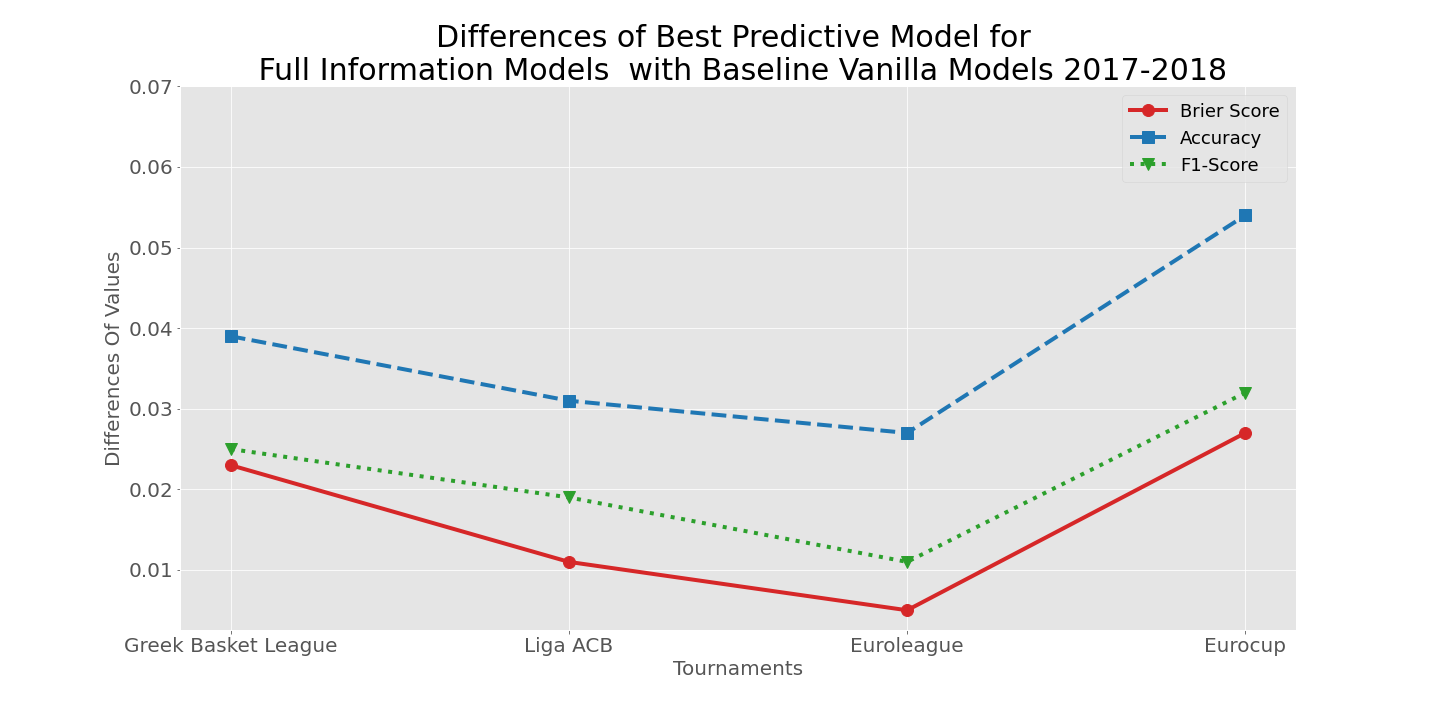 Differences of Best Predictive Model for
Full Information Models  with Baseline Vanilla Models 2017-2018
0.07
0.06
0.05
0.04
0.03
0.02
0.01
Differences Of Values
Brier Score
Accuracy
F1-Score
Greek Basket League
Liga ACB
Euroleague
Eurocup
Tournaments